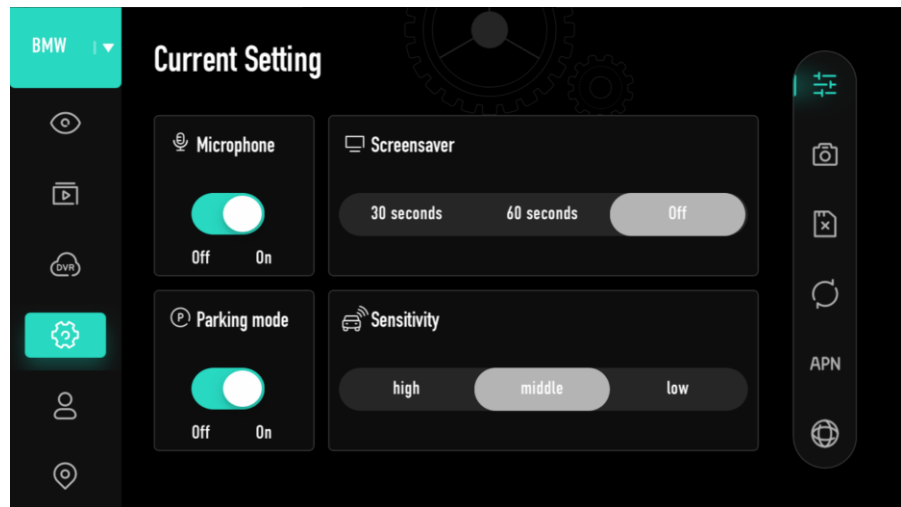 BMW
Current Setting
Microphone
Off On
Screensaver
30 seconds 60 seconds Off
DVR
P Parking mode
Off On
Sensitivity
high middle low
APN